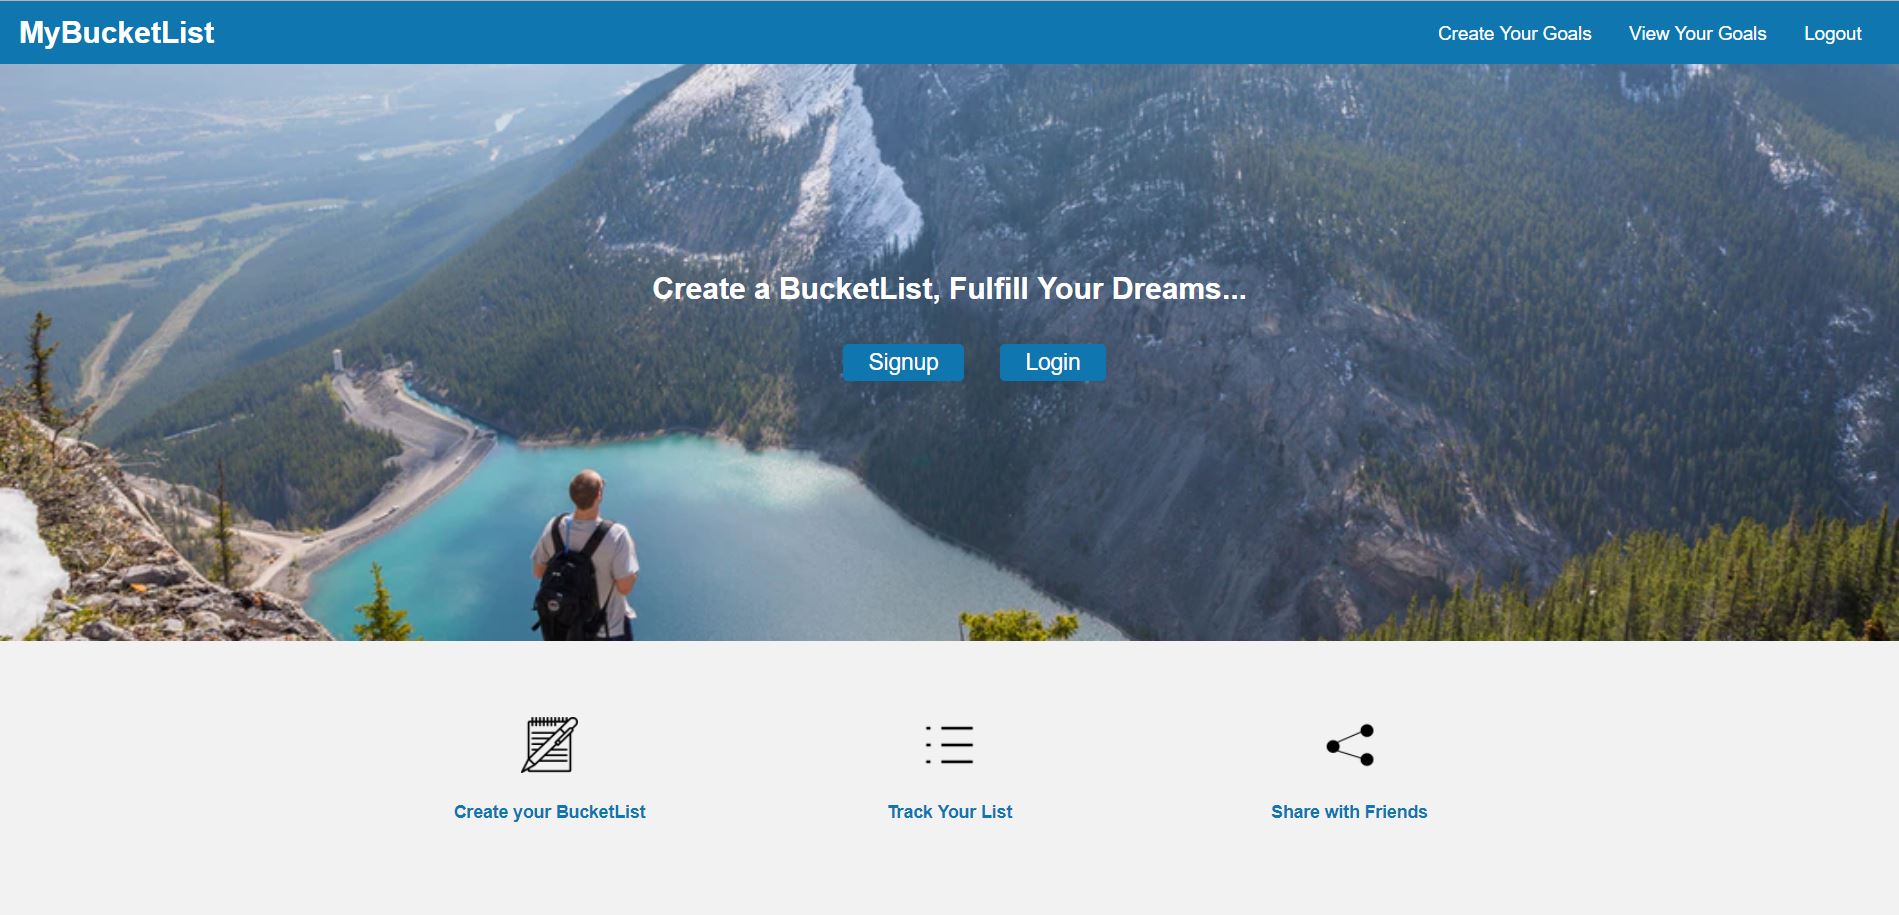 MyBucketList
Create Your Goals
View Your Goals
Logout
Create a BucketList, Fulfill Your Dreams...
Signup
Login
Create your BucketList
Track Your List
Share with Friends